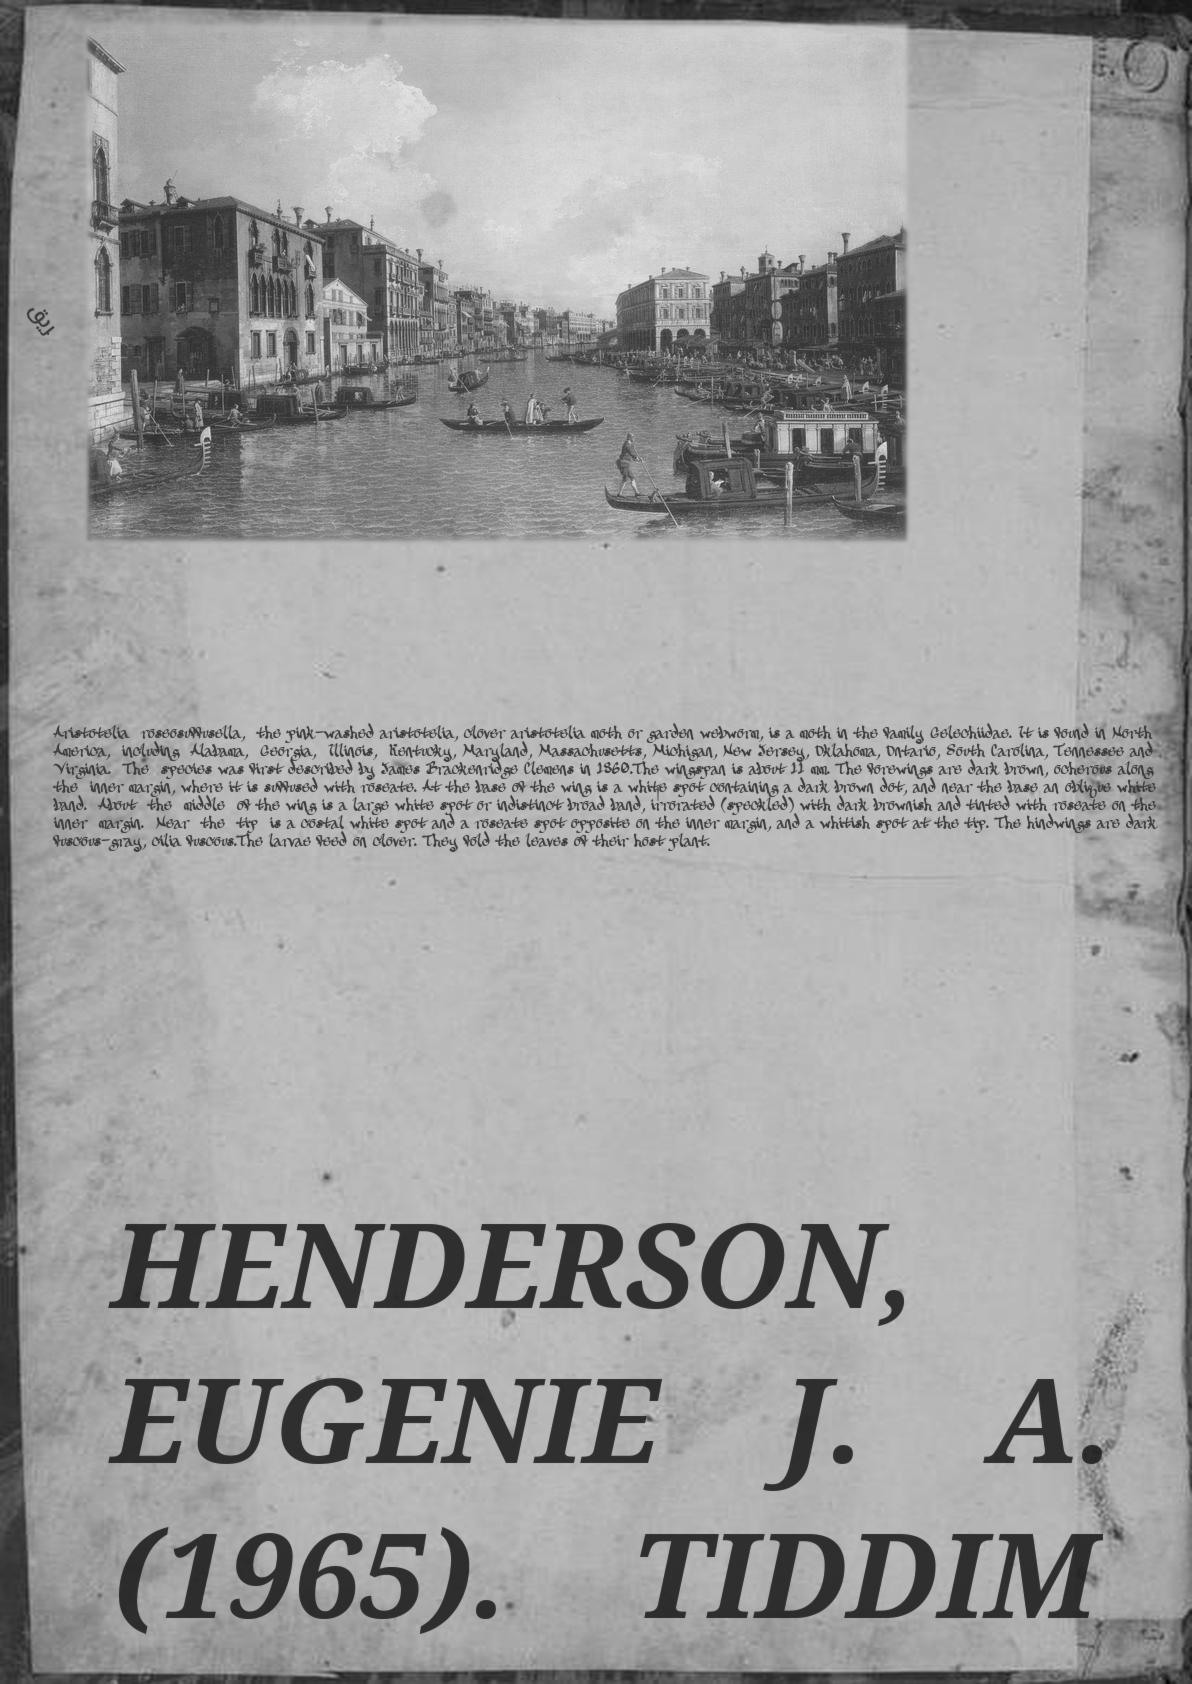 ريق
Aristotelia roseosuffusella, the pink-washed aristotelia, clover aristotelia moth or garden webworm, is a moth in the family Gelechiidae. It is found in North
America, including Alabama, Georgia, Illinois, Kentucky, Maryland, Massachusetts, Michigan, New Jersey, Oklahoma, Ontario, South Carolina, Tennessee and
Virginia. The species was first described by James Brackenridge Clemens in 1860.The wingspan is about 11 mm. The forewings are dark brown, ocherous along
the inner margin, where it is suffused with roseate. At the base of the wing is a white spot containing a dark brown dot, and near the base an oblique white
band. About the middle of the wing is a large white spot or indistinct broad band, irrorated (speckled) with dark brownish and tinted with roseate on the
inner margin. Near the tip is a costal white spot and a roseate spot opposite on the inner margin, and a whitish spot at the tip. The hindwings are dark
fuscous-gray, cilia fuscous.The larvae feed on clover. They fold the leaves of their host plant.
HENDERSON,
EUGENIE J. A.
(1965). TIDDIM